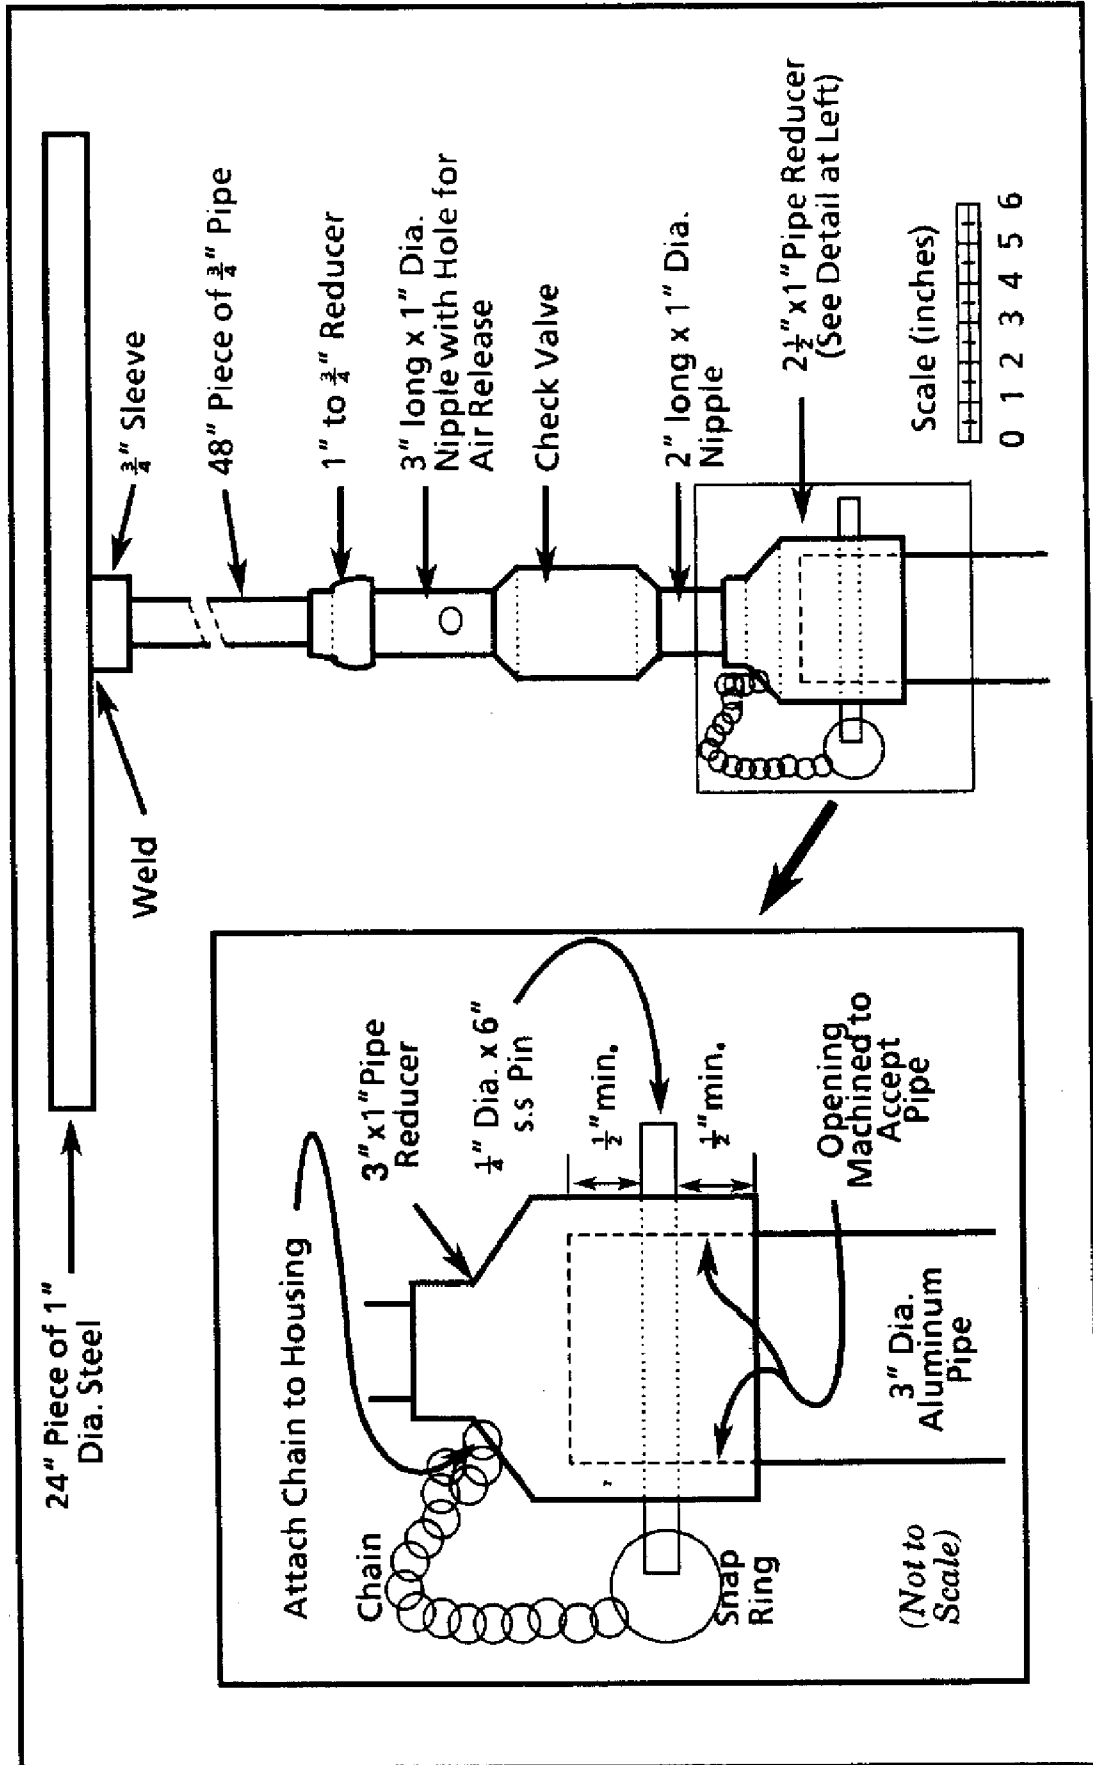 24" Piece of 1"
Dia. Steel
Weld
3/4" Sleeve
48" Piece of 3/4" Pipe
1" to 3/4" Reducer
3" long x 1" Dia.
Nipple with Hole for
Air Release
Check Valve
2" long x 1" Dia.
Nipple
2 1/2" x1" Pipe Reducer
(See Detail at Left)
Scale (inches)
0 1 2 3 4 5 6
Attach Chain to Housing
Chain
3" x1" Pipe
Reducer
1/4" Dia. x 6"
s.s Pin
1/2" min.
1/2" min.
Opening
Machined to
Accept
Pipe
Snap
Ring
3" Dia.
Aluminum
Pipe
(Not to
Scale)